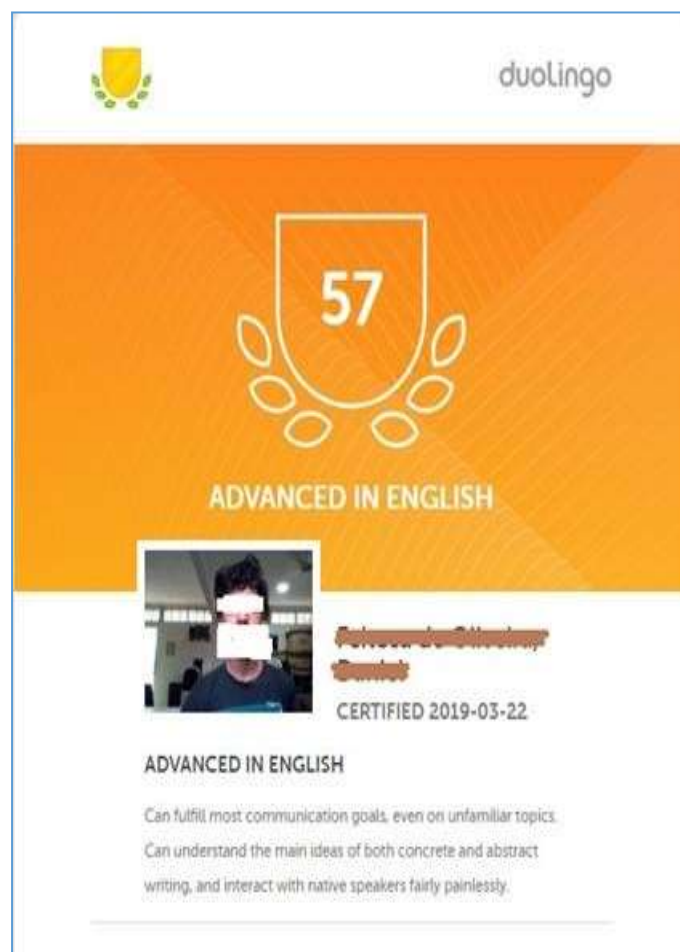 duolingo
57
ADVANCED IN ENGLISH
CERTIFIED 2019-03-22
ADVANCED IN ENGLISH
Can fulfill most communication goals, even on unfamiliar topics.
Can understand the main ideas of both concrete and abstract
writing, and interact with native speakers fairly painlessly.